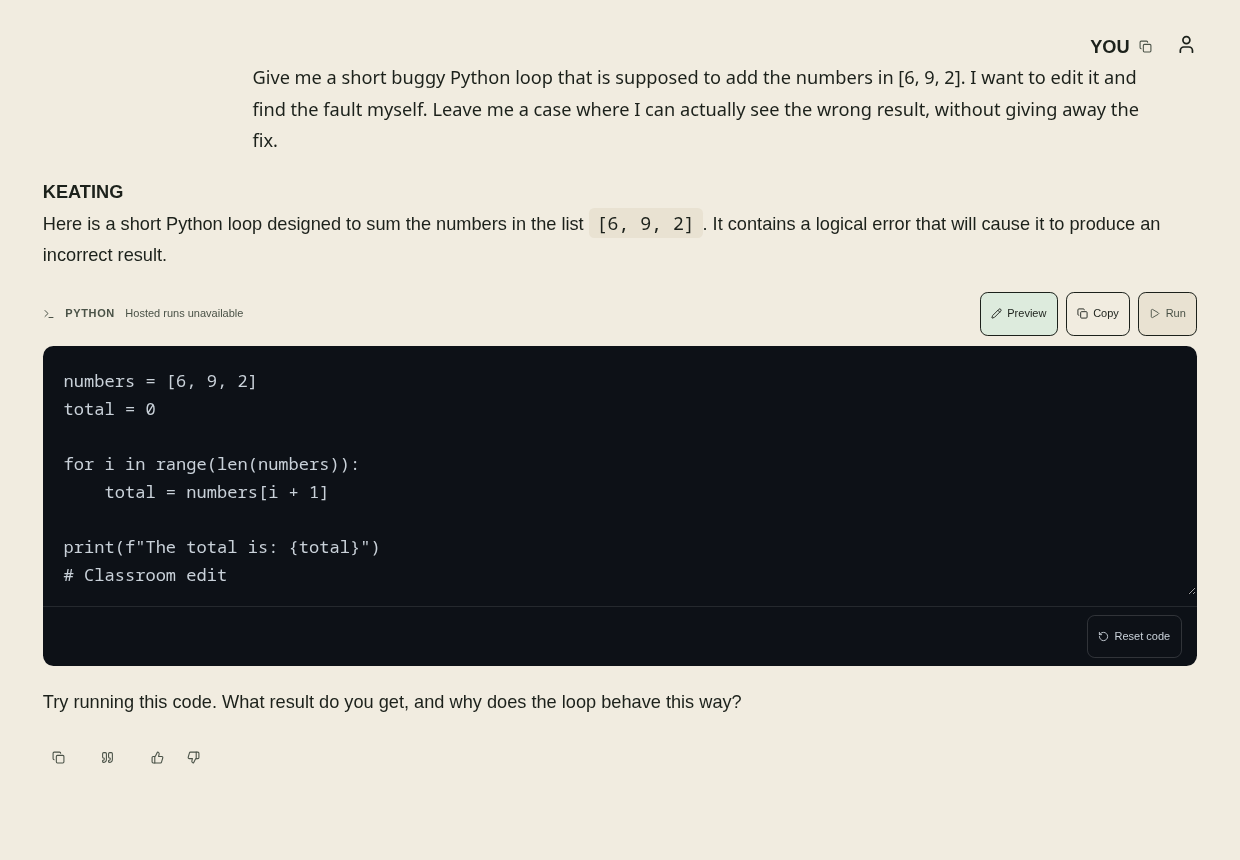 YOU
Give me a short buggy Python loop that is supposed to add the numbers in [6, 9, 2]. I want to edit it and
find the fault myself. Leave me a case where I can actually see the wrong result, without giving away the
fix.
KEATING
Here is a short Python loop designed to sum the numbers in the list [6, 9, 2]. It contains a logical error that will cause it to produce an
incorrect result.
PYTHON Hosted runs unavailable Preview Copy Run
numbers = [6, 9, 2]
total = 0
for i in range(len(numbers)):
    total = numbers[i + 1]
print(f"The total is: {total}")
# Classroom edit
Reset code
Try running this code. What result do you get, and why does the loop behave this way?